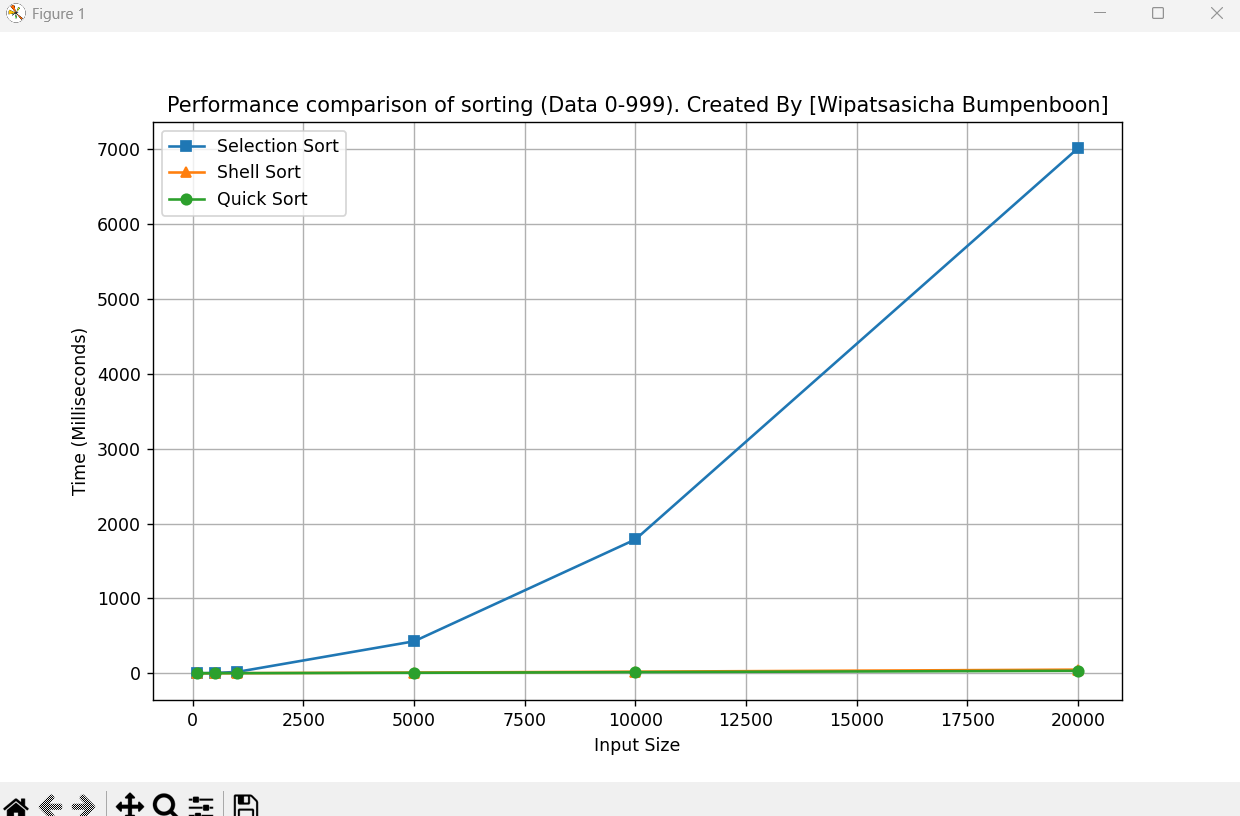 Figure 1
Performance comparison of sorting (Data 0-999). Created By [Wipatsasicha Bumpenboon]
Selection Sort
Shell Sort
Quick Sort
7000
6000
5000
4000
3000
2000
1000
0
Time (Milliseconds)
0 2500 5000 7500 10000 12500 15000 17500 20000
Input Size